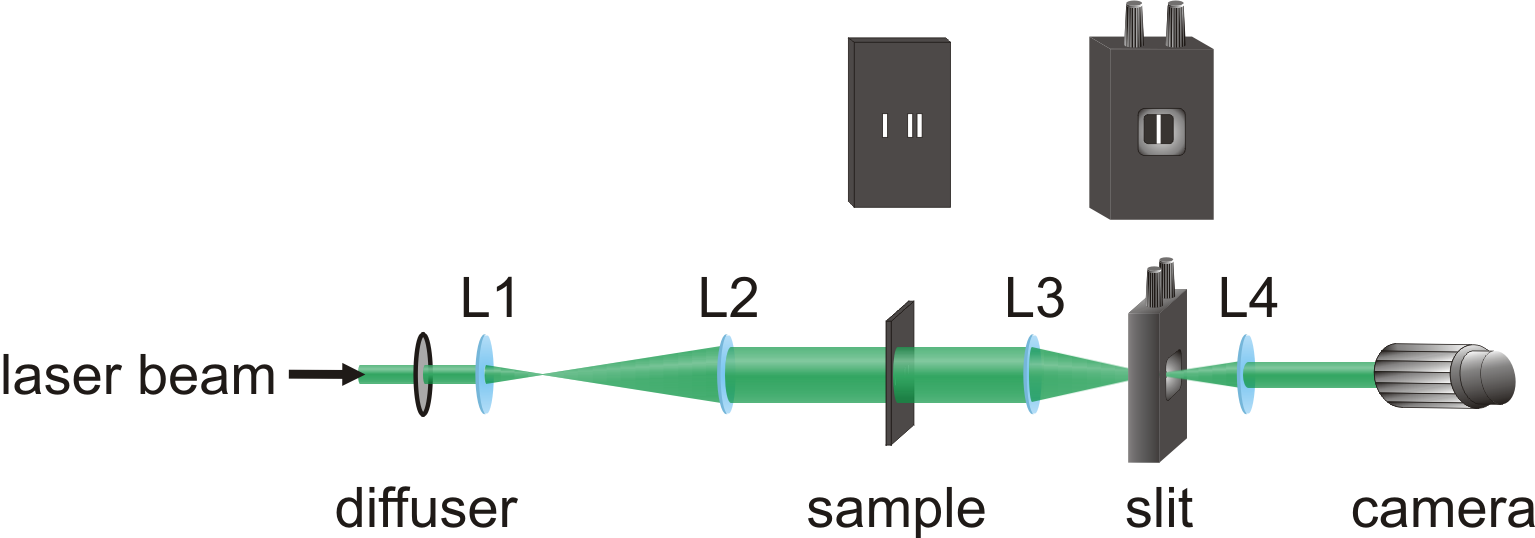 L1
L2
L3
L4
laser beam
diffuser
sample
slit
camera